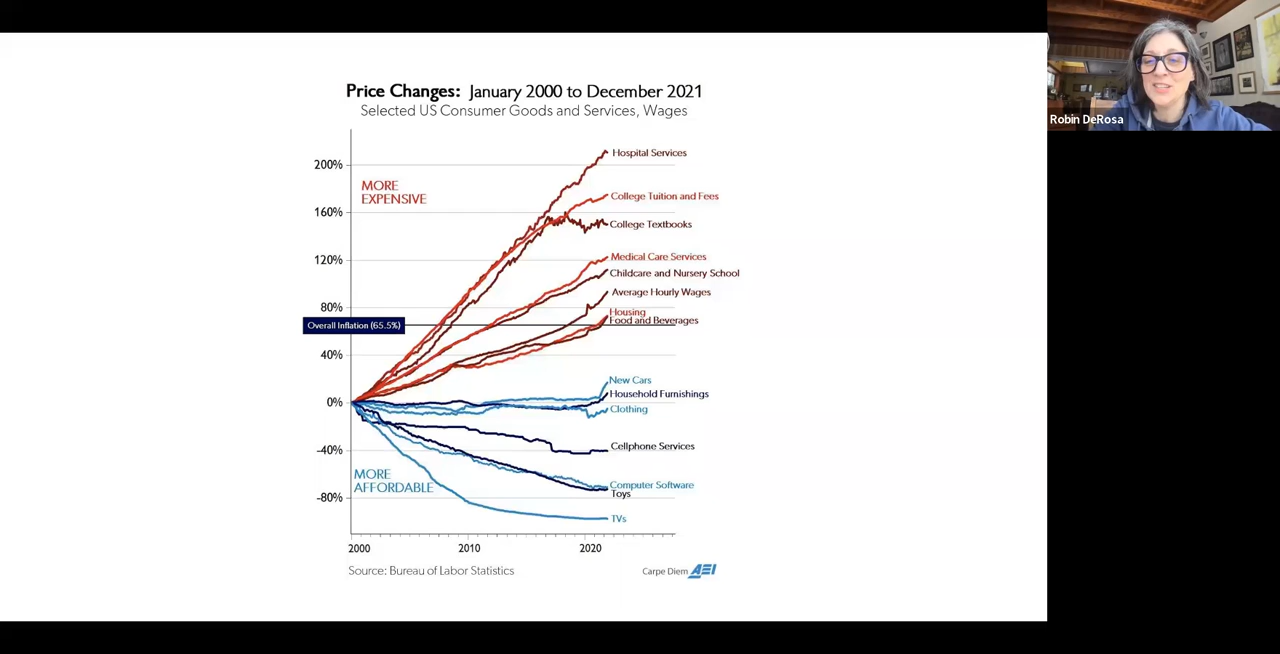 Price Changes: January 2000 to December 2021
Selected US Consumer Goods and Services, Wages
200%
160%
120%
80%
40%
0%
-40%
-80%
MORE
EXPENSIVE
Overall Inflation (65.5%)
MORE
AFFORDABLE
Hospital Services
College Tuition and Fees
College Textbooks
Medical Care Services
Childcare and Nursery School
Average Hourly Wages
Housing
Food and Beverages
New Cars
Household Furnishings
Clothing
Cellphone Services
Computer Software
Toys
TVs
2000
2010
2020
Source: Bureau of Labor Statistics
Carpe Diem AEI
Robin DeRosa